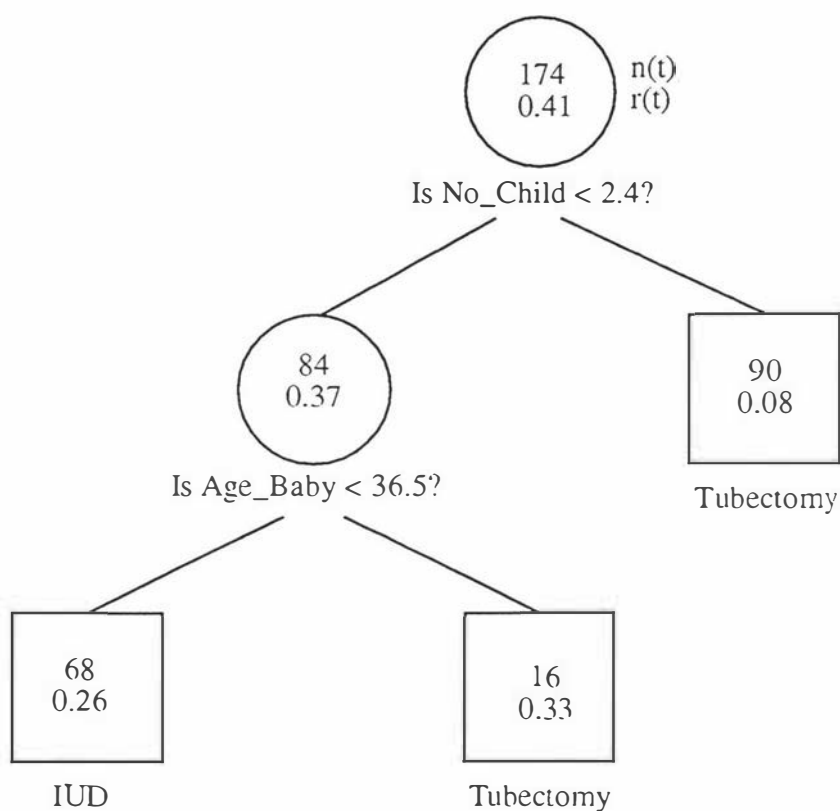 174
0.41
n(t)
r(t)
Is No_Child < 2.4?
84
0.37
90
0.08
Is Age_Baby < 36.5?
Tubectomy
68
0.26
16
0.33
IUD
Tubectomy